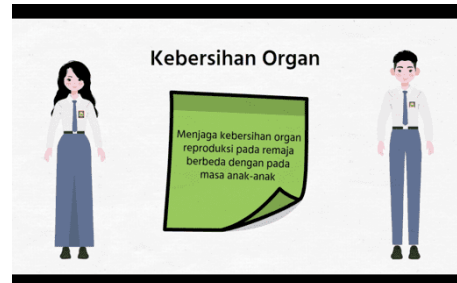 Kebersihan Organ
Menjaga kebersihan organ
reproduksi pada remaja
berbeda dengan pada
masa anak-anak